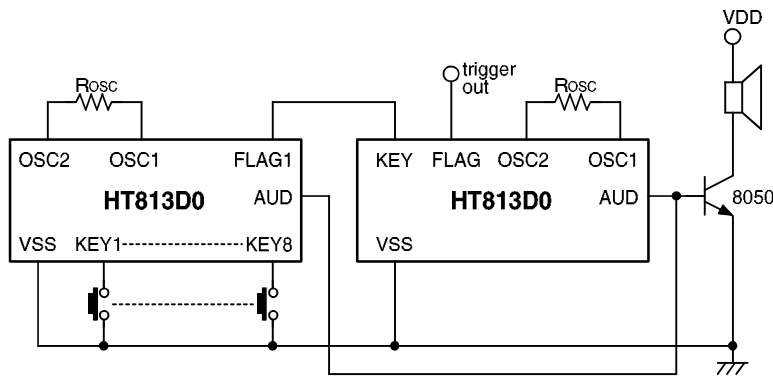 VDD
trigger
out
ROSC
ROSC
OSC2 OSC1 FLAG1
KEY FLAG OSC2 OSC1
HT813D0
AUD
HT813D0
AUD
8050
VSS KEY1 KEY8
VSS